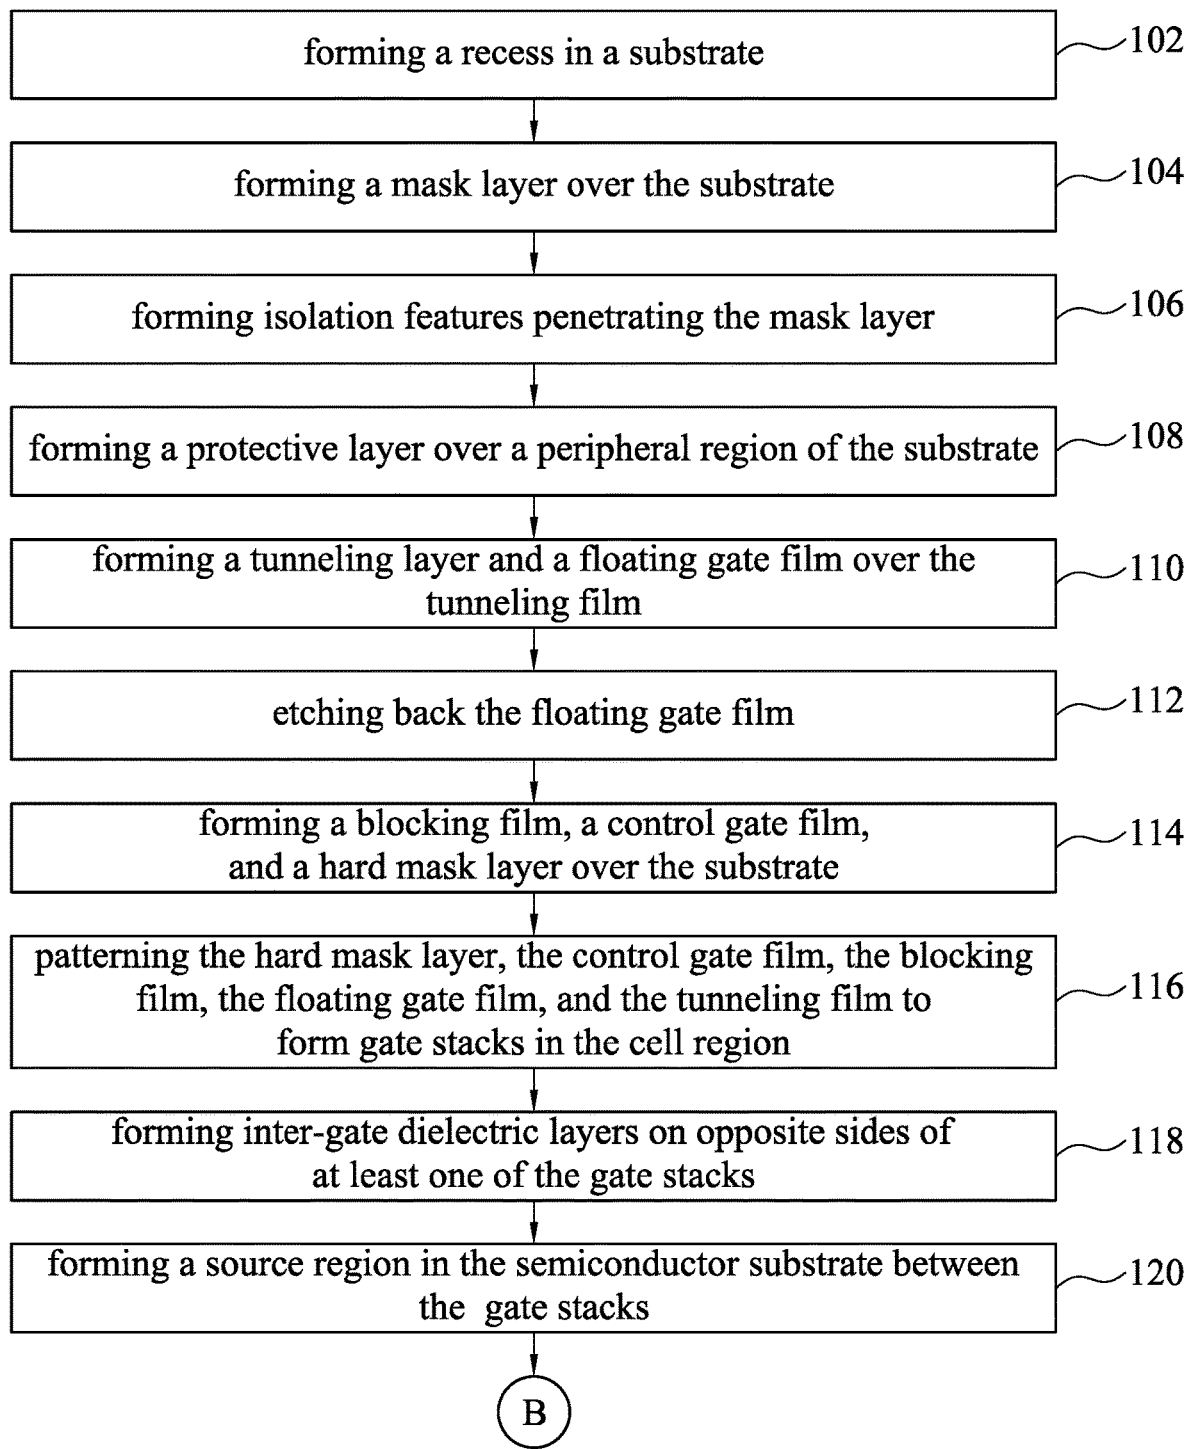 forming a recess in a substrate
102
forming a mask layer over the substrate
104
forming isolation features penetrating the mask layer
106
forming a protective layer over a peripheral region of the substrate
108
forming a tunneling layer and a floating gate film over the
tunneling film
110
etching back the floating gate film
112
forming a blocking film, a control gate film,
and a hard mask layer over the substrate
114
patterning the hard mask layer, the control gate film, the blocking
film, the floating gate film, and the tunneling film to
form gate stacks in the cell region
116
forming inter-gate dielectric layers on opposite sides of
at least one of the gate stacks
118
forming a source region in the semiconductor substrate between
the gate stacks
120
B